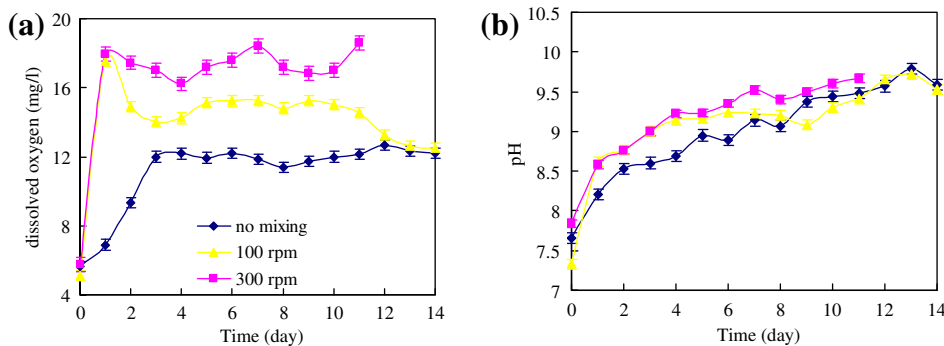 (a)
dissolved oxygen (mg/l)
20
16
12
8
4
no mixing
100 rpm
300 rpm
0 2 4 6 8 10 12 14
Time (day)
(b)
pH
10.5
10
9.5
9
8.5
8
7.5
7
0 2 4 6 8 10 12 14
Time (day)